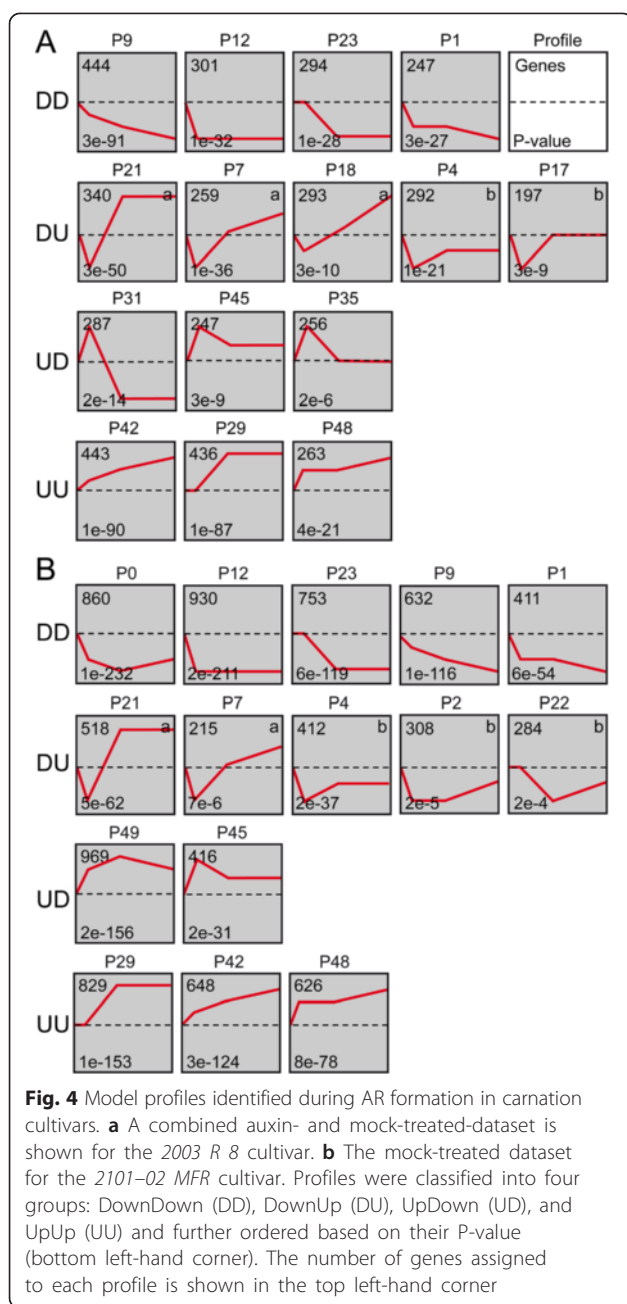 A
P9 P12 P23 P1 Profile
DD
444 301 294 247 Genes
3e-91 1e-32 1e-28 3e-27 P-value
P21 P7 P18 P4 P17
DU
340 a 259 a 293 a 292 b 197 b
3e-50 1e-36 3e-10 1e-21 3e-9
P31 P45 P35
UD
287 247 256
2e-14 3e-9 2e-6
P42 P29 P48
UU
443 436 263
1e-90 1e-87 4e-21
B
P0 P12 P23 P9 P1
DD
860 930 753 632 411
1e-232 2e-211 6e-119 1e-116 6e-54
P21 P7 P4 P2 P22
DU
518 a 215 a 412 b 308 b 284 b
5e-62 7e-6 2e-37 2e-5 2e-4
P49 P45
UD
969 416
2e-156 2e-31
P29 P42 P48
UU
829 648 626
1e-153 3e-124 8e-78
Fig. 4 Model profiles identified during AR formation in carnation
cultivars. a A combined auxin- and mock-treated-dataset is
shown for the 2003 R 8 cultivar. b The mock-treated dataset
for the 2101–02 MFR cultivar. Profiles were classified into four
groups: DownDown (DD), DownUp (DU), UpDown (UD), and
UpUp (UU) and further ordered based on their P-value
(bottom left-hand corner). The number of genes assigned
to each profile is shown in the top left-hand corner